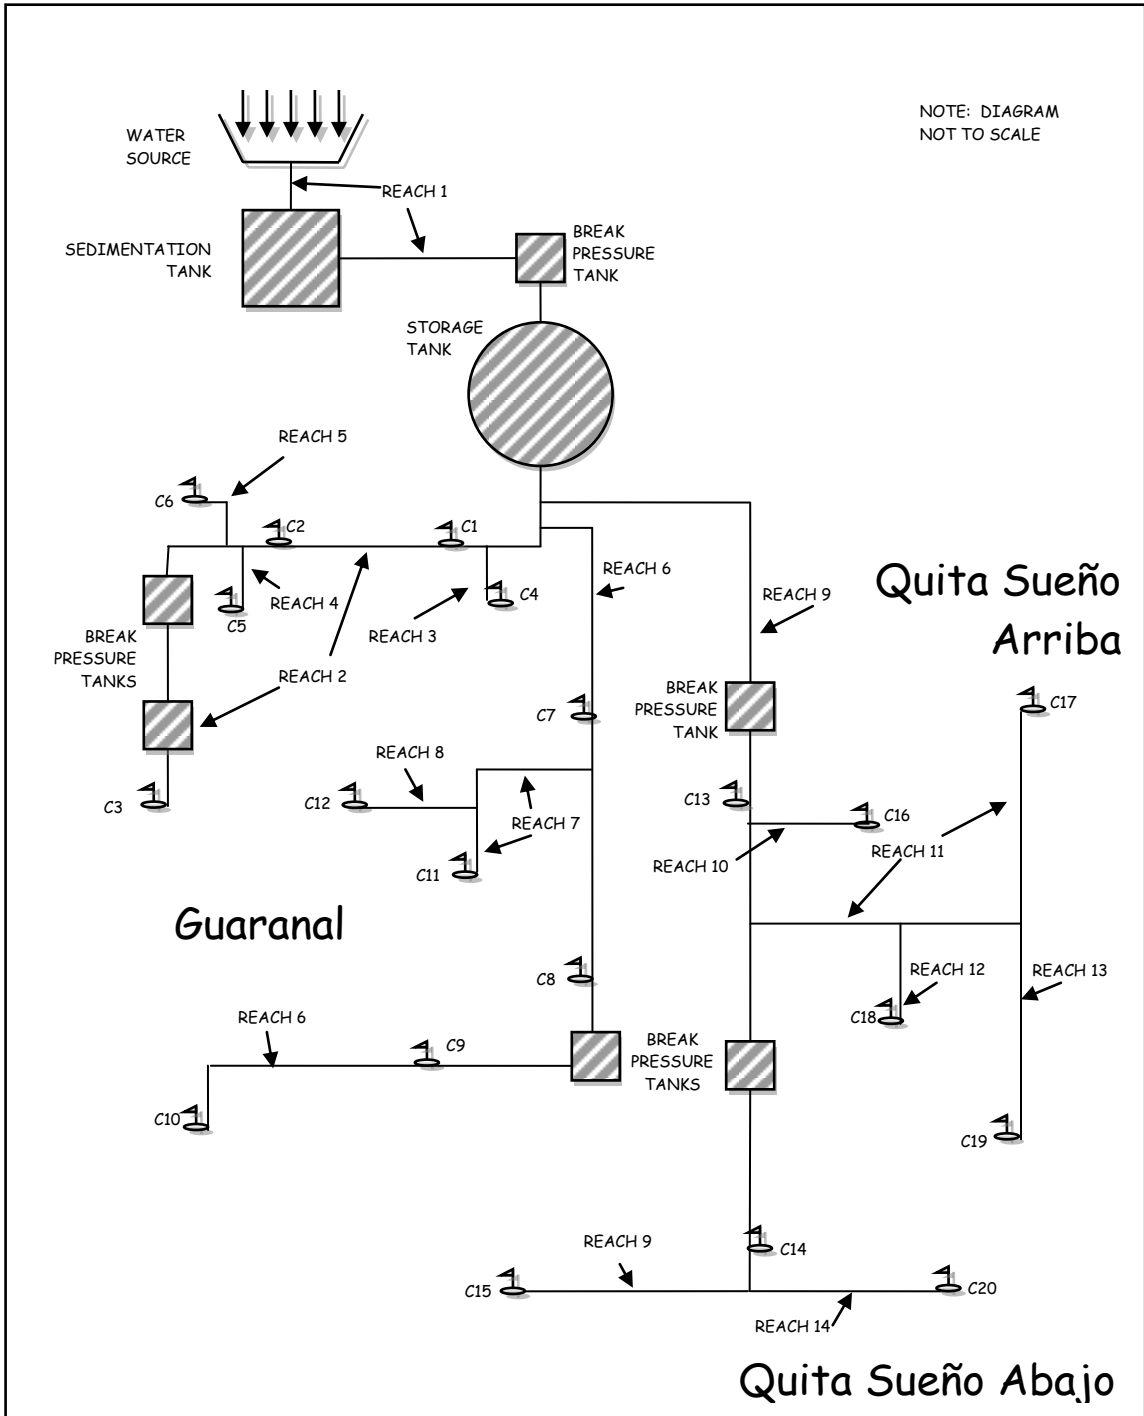 NOTE: DIAGRAM
NOT TO SCALE
WATER
SOURCE
REACH 1
SEDIMENTATION
TANK
BREAK
PRESSURE
TANK
STORAGE
TANK
REACH 5
C6
C2
C1
REACH 4
C5
REACH 3
C4
REACH 6
REACH 9
Quita Sueño
Arriba
BREAK
PRESSURE
TANKS
REACH 2
C3
C7
BREAK
PRESSURE
TANK
C17
REACH 8
C12
REACH 7
C11
C13
C16
REACH 10
REACH 11
Guaranal
C8
REACH 12
C18
REACH 13
REACH 6
C9
BREAK
PRESSURE
TANKS
C10
C19
REACH 9
C14
C15
C20
REACH 14
Quita Sueño Abajo